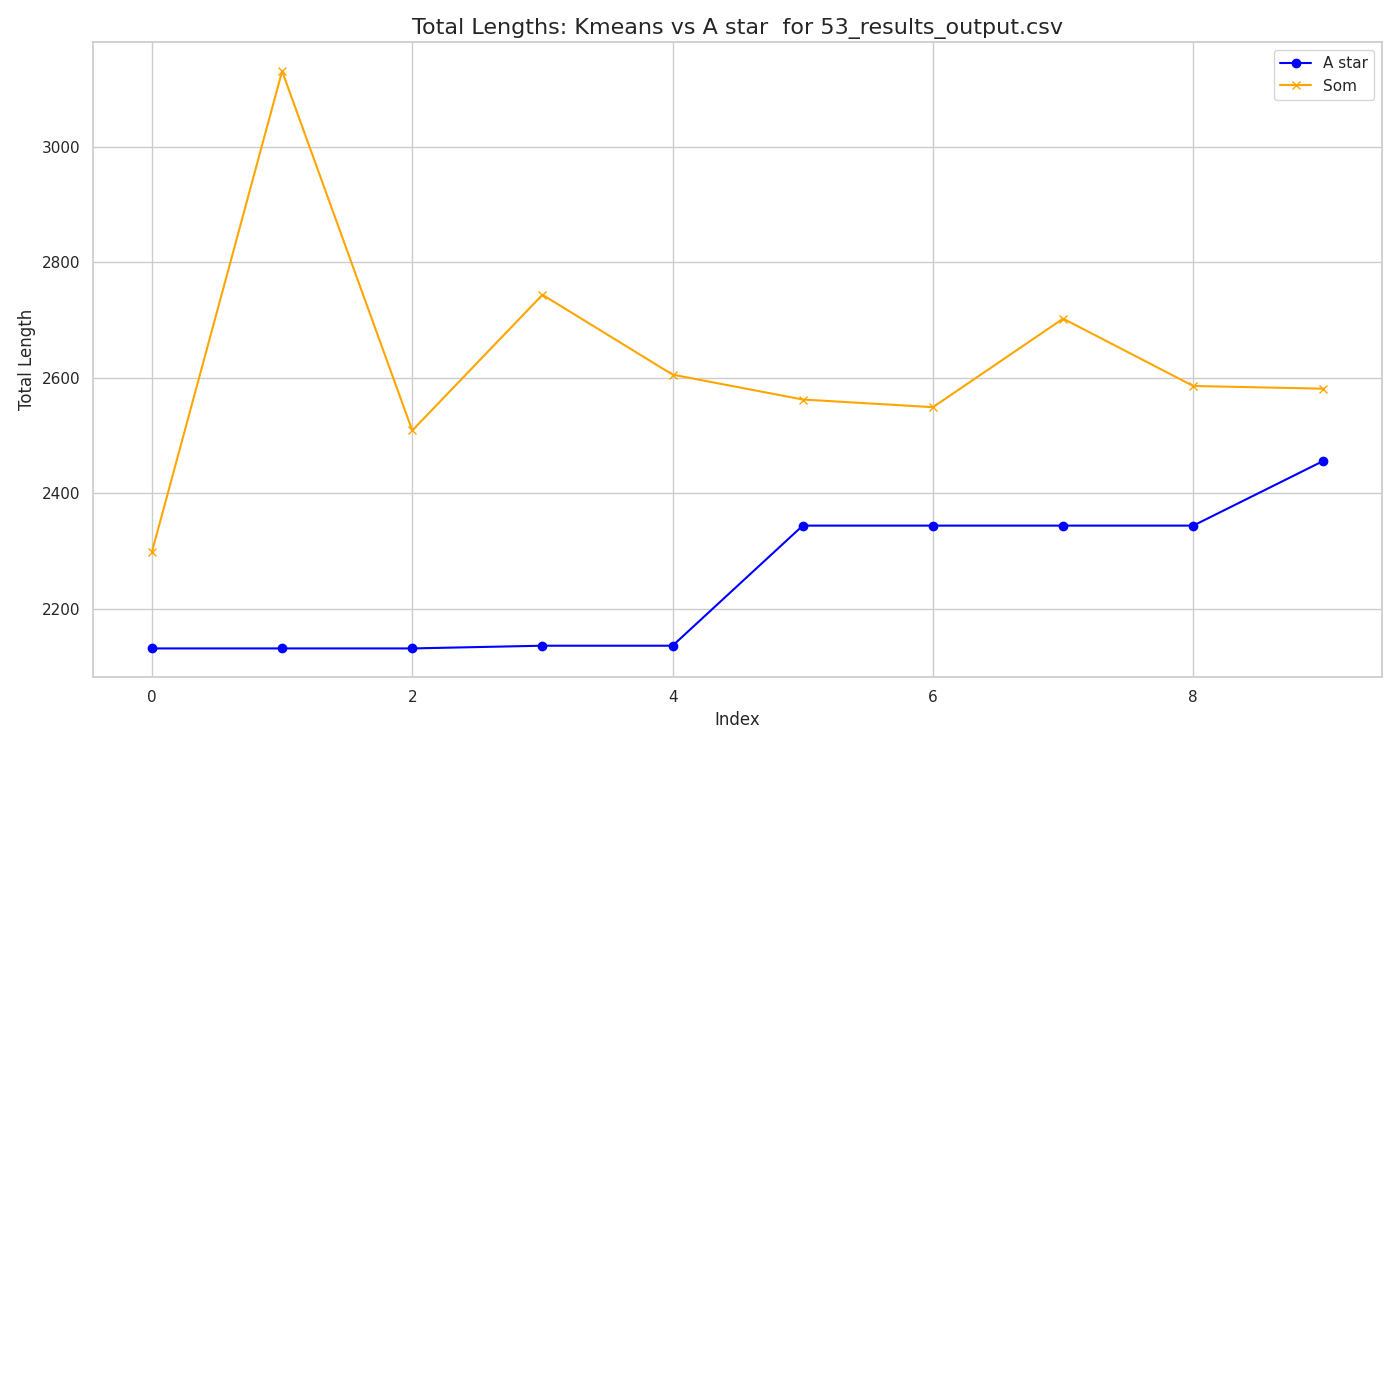 Total Lengths: Kmeans vs A star  for 53_results_output.csv
A star
Som
Total Length
3000
2800
2600
2400
2200
0 2 4 6 8
Index